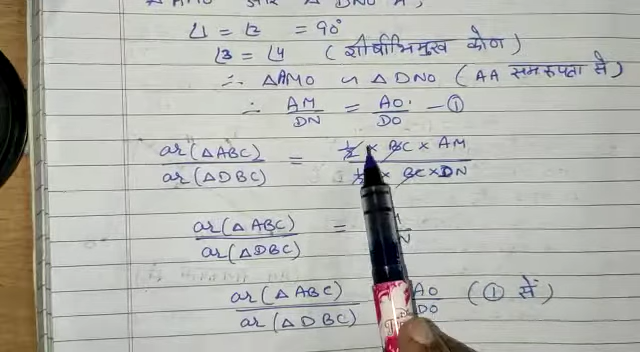 ∠1 = ∠2 = 90°
∠3 = ∠4 (शीर्षाभिमुख कोण)
∴ ΔAMO ∽ ΔDNO (AA समरूपता से)
∴ AM/DN = AO/DO —①
ar(ΔABC)/ar(ΔDBC) = ½ × BC × AM / ½ × BC × DN
ar(ΔABC)/ar(ΔDBC) =
ar(ΔABC)/ar(ΔDBC) AO/DO (① से)